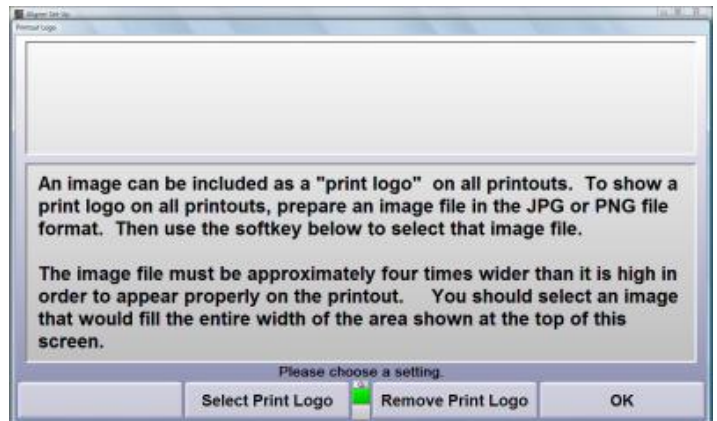 Aligner Set Up
Printout Logo
An image can be included as a "print logo" on all printouts. To show a
print logo on all printouts, prepare an image file in the JPG or PNG file
format. Then use the softkey below to select that image file.
The image file must be approximately four times wider than it is high in
order to appear properly on the printout. You should select an image
that would fill the entire width of the area shown at the top of this
screen.
Please choose a setting.
Select Print Logo Remove Print Logo OK